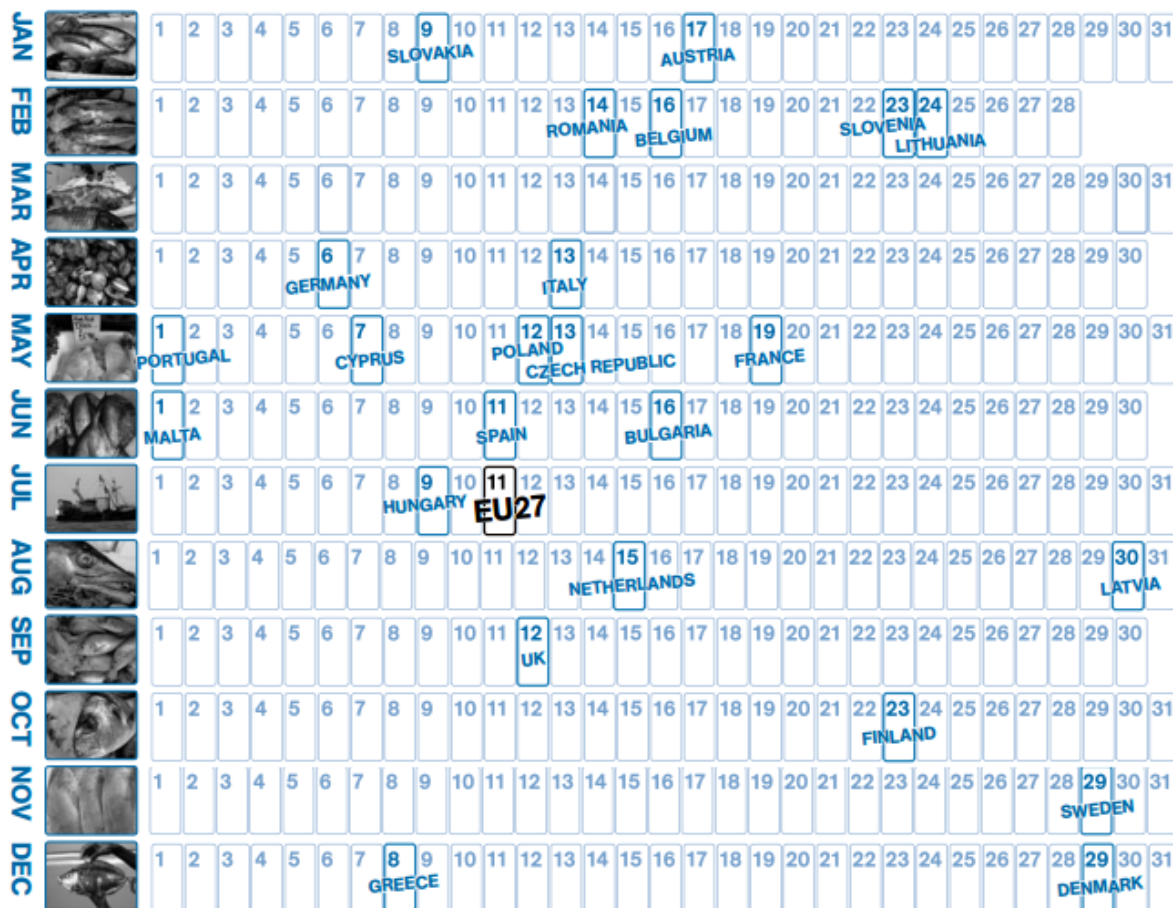 JAN 1 2 3 4 5 6 7 8 9 10 11 12 13 14 15 16 17 18 19 20 21 22 23 24 25 26 27 28 29 30 31
SLOVAKIA AUSTRIA
FEB 1 2 3 4 5 6 7 8 9 10 11 12 13 14 15 16 17 18 19 20 21 22 23 24 25 26 27 28
ROMANIA BELGIUM SLOVENIA LITHUANIA
MAR 1 2 3 4 5 6 7 8 9 10 11 12 13 14 15 16 17 18 19 20 21 22 23 24 25 26 27 28 29 30 31
APR 1 2 3 4 5 6 7 8 9 10 11 12 13 14 15 16 17 18 19 20 21 22 23 24 25 26 27 28 29 30
GERMANY ITALY
MAY 1 2 3 4 5 6 7 8 9 10 11 12 13 14 15 16 17 18 19 20 21 22 23 24 25 26 27 28 29 30 31
PORTUGAL CYPRUS POLAND CZECH REPUBLIC FRANCE
JUN 1 2 3 4 5 6 7 8 9 10 11 12 13 14 15 16 17 18 19 20 21 22 23 24 25 26 27 28 29 30
MALTA SPAIN BULGARIA
JUL 1 2 3 4 5 6 7 8 9 10 11 12 13 14 15 16 17 18 19 20 21 22 23 24 25 26 27 28 29 30 31
HUNGARY EU27
AUG 1 2 3 4 5 6 7 8 9 10 11 12 13 14 15 16 17 18 19 20 21 22 23 24 25 26 27 28 29 30 31
NETHERLANDS LATVIA
SEP 1 2 3 4 5 6 7 8 9 10 11 12 13 14 15 16 17 18 19 20 21 22 23 24 25 26 27 28 29 30
UK
OCT 1 2 3 4 5 6 7 8 9 10 11 12 13 14 15 16 17 18 19 20 21 22 23 24 25 26 27 28 29 30 31
FINLAND
NOV 1 2 3 4 5 6 7 8 9 10 11 12 13 14 15 16 17 18 19 20 21 22 23 24 25 26 27 28 29 30 31
SWEDEN
DEC 1 2 3 4 5 6 7 8 9 10 11 12 13 14 15 16 17 18 19 20 21 22 23 24 25 26 27 28 29 30 31
GREECE DENMARK